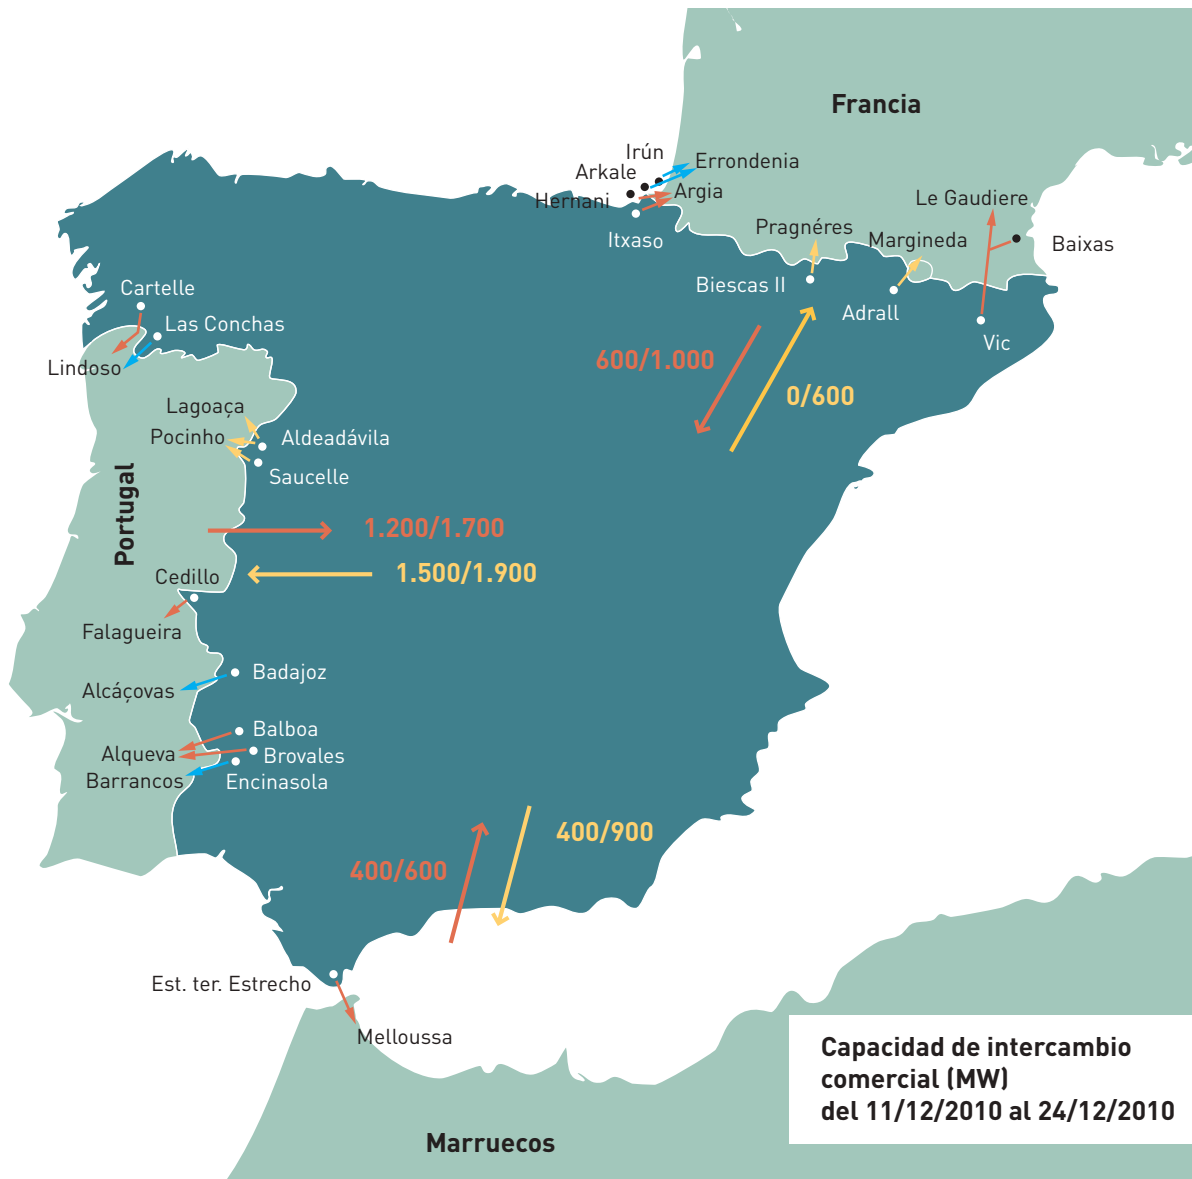 Francia
Irún
Errondenia
Arkale
Argia
Hernani
Itxaso
Le Gaudiere
Pragnéres
Margineda
Baixas
Biescas II
Adrall
Vic
Cartelle
Las Conchas
Lindoso
600/1.000
0/600
Lagoaça
Pocinho
Aldeadávila
Saucelle
Portugal
1.200/1.700
1.500/1.900
Cedillo
Falagueira
Badajoz
Alcáçovas
Balboa
Alqueva
Brovales
Barrancos
Encinasola
400/900
400/600
Est. ter. Estrecho
Melloussa
Marruecos
Capacidad de intercambio
comercial (MW)
del 11/12/2010 al 24/12/2010